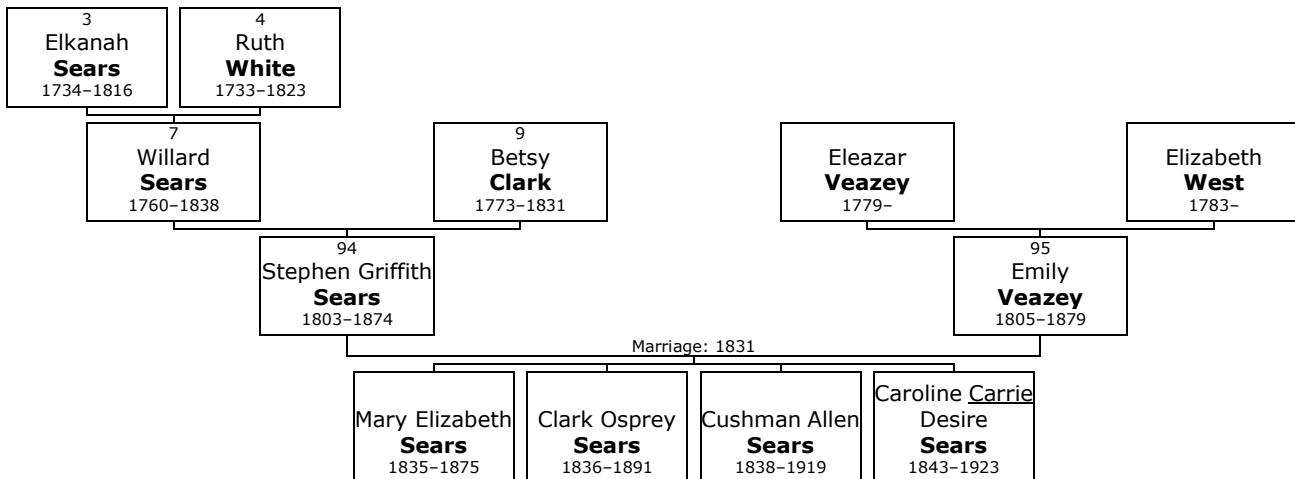 3
Elkanah
Sears
1734–1816
4
Ruth
White
1733–1823
7
Willard
Sears
1760–1838
9
Betsy
Clark
1773–1831
Eleazar
Veazey
1779–
Elizabeth
West
1783–
94
Stephen Griffith
Sears
1803–1874
95
Emily
Veazey
1805–1879
Marriage: 1831
Mary Elizabeth
Sears
1835–1875
Clark Osprey
Sears
1836–1891
Cushman Allen
Sears
1838–1919
Caroline Carrie
Desire
Sears
1843–1923